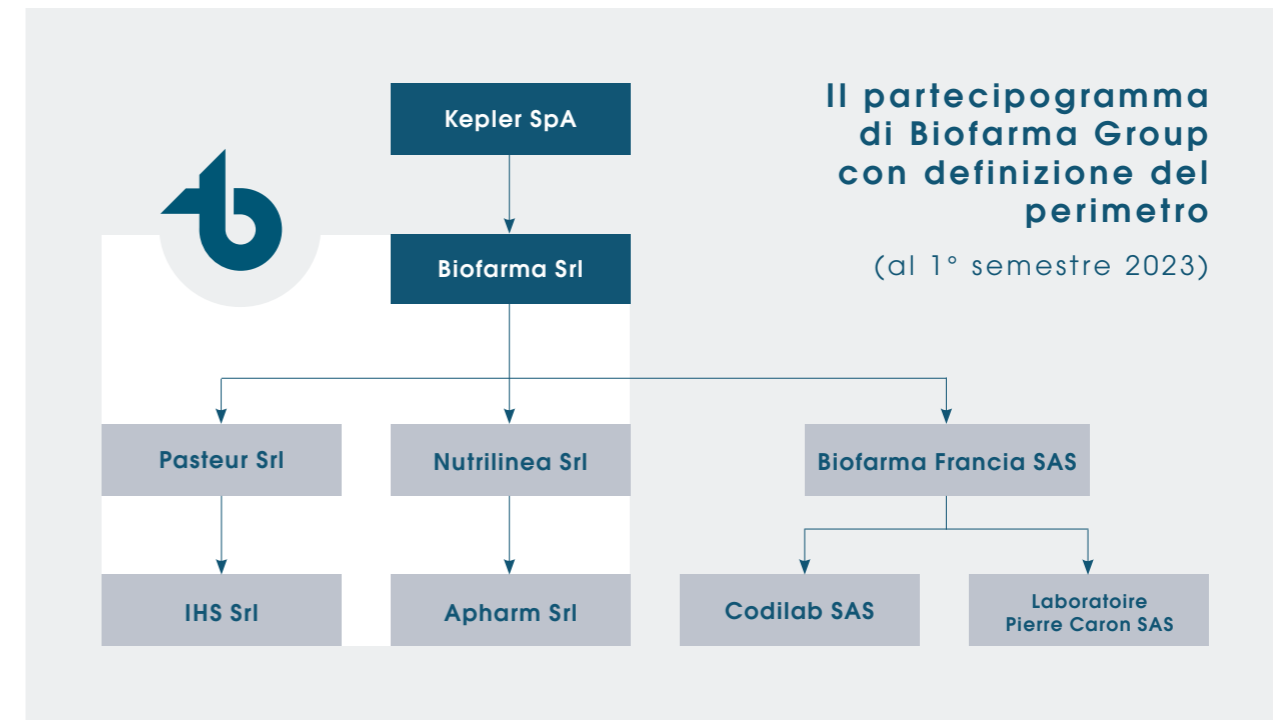 Il partecipogramma
di Biofarma Group
con definizione del
perimetro
(al 1° semestre 2023)
Kepler SpA
Biofarma Srl
Pasteur Srl
Nutrilinea Srl
Biofarma Francia SAS
IHS Srl
Apharm Srl
Codilab SAS
Laboratoire
Pierre Caron SAS